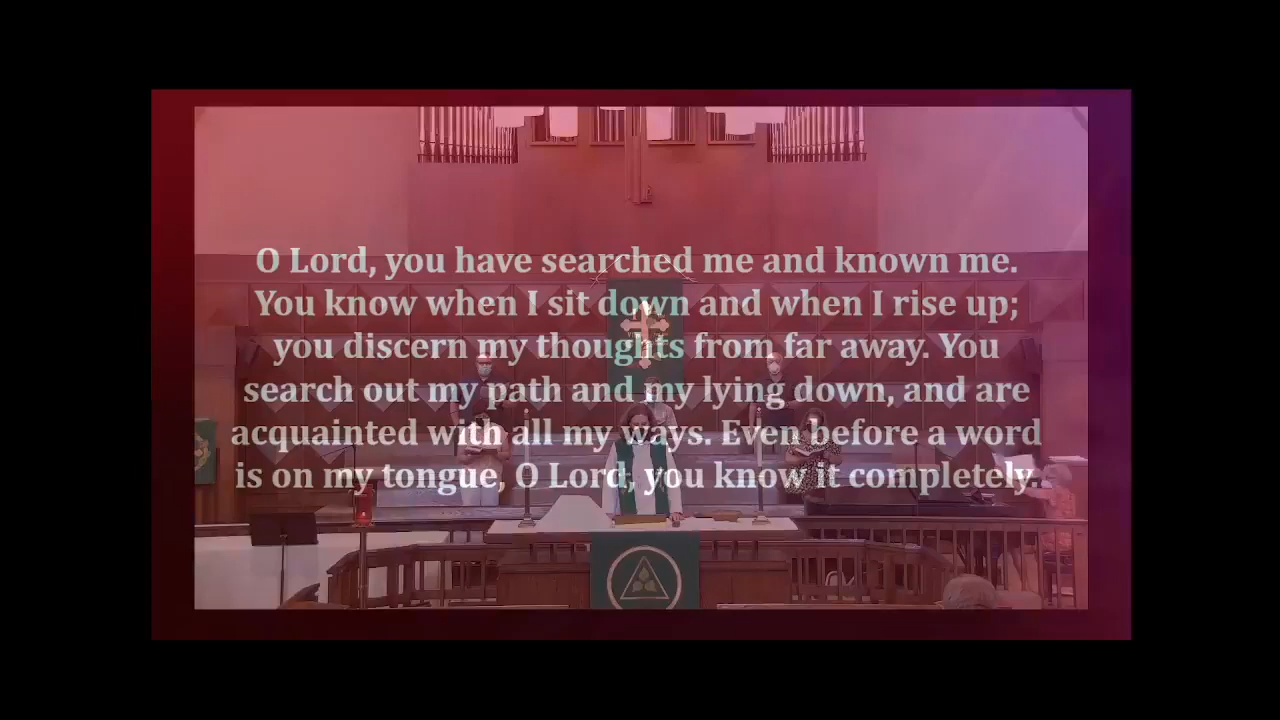 O Lord, you have searched me and known me.
You know when I sit down and when I rise up;
you discern my thoughts from far away. You
search out my path and my lying down, and are
acquainted with all my ways. Even before a word
is on my tongue, O Lord, you know it completely.